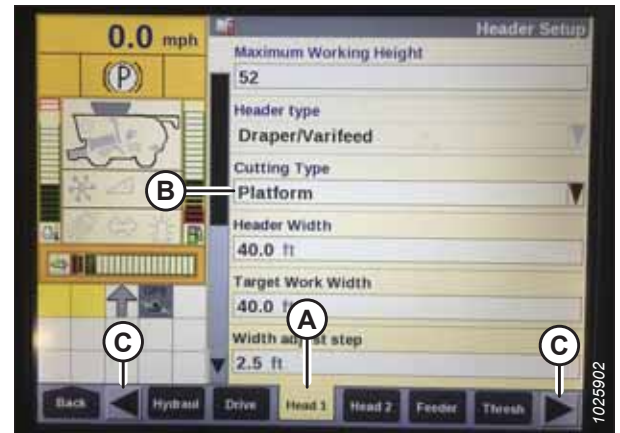 0.0 mph
Header Setup
Maximum Working Height
52
(P)
Header type
Draper/Varifeed
Cutting Type
B
Platform
Header Width
40.0 ft
Target Work Width
40.0
A
C
C
Width adjust step
2.5 ft
Back
Hydraul
Drive
Head 1
Head 2
Feeder
Thresh
1025902